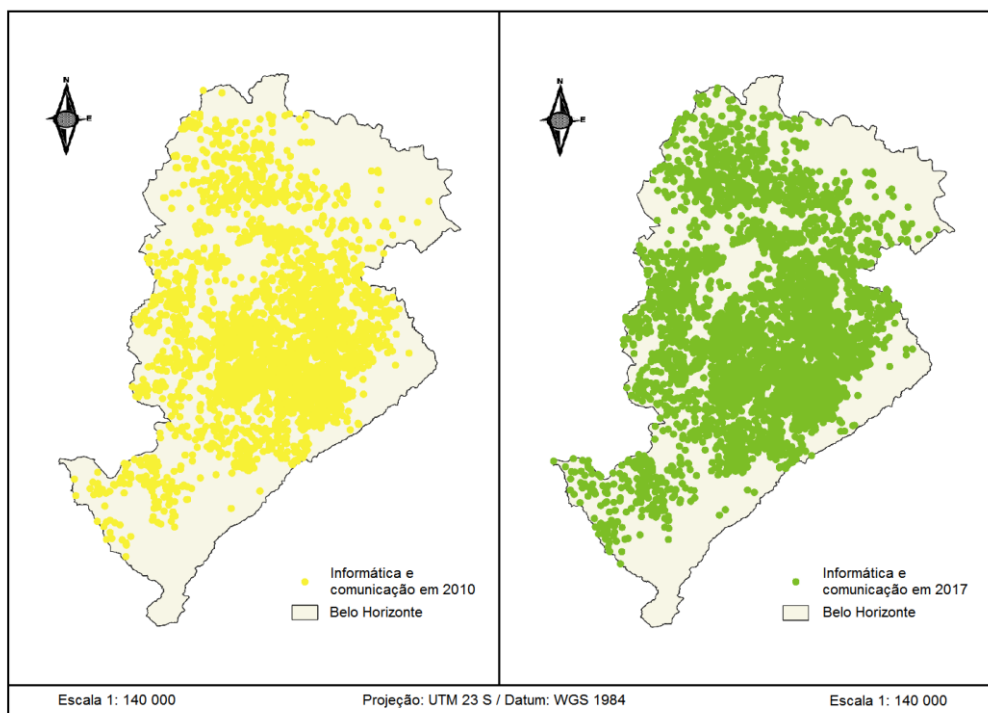 N
E
Informática e
comunicação em 2010
Belo Horizonte
N
E
Informática e
comunicação em 2017
Belo Horizonte
Escala 1: 140 000
Projeção: UTM 23 S / Datum: WGS 1984
Escala 1: 140 000